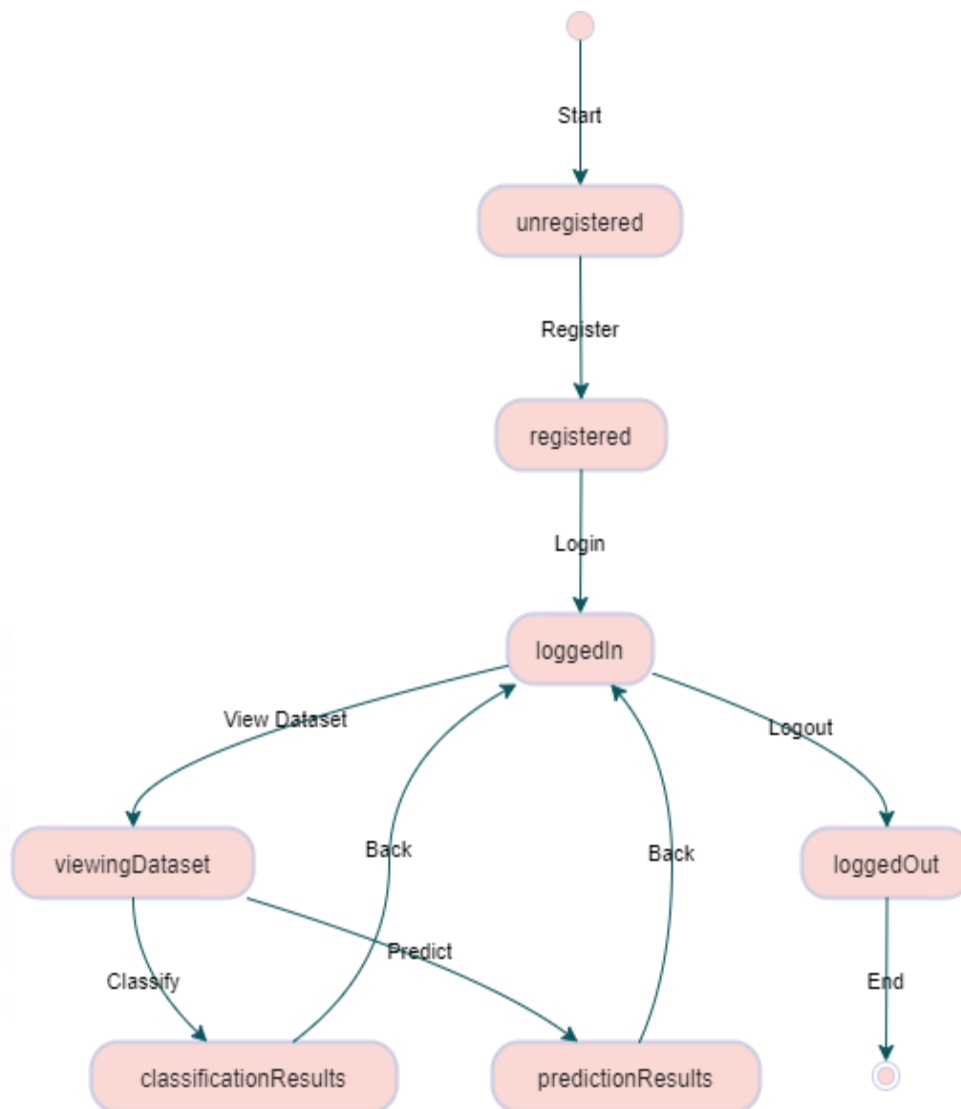 Start
unregistered
Register
registered
Login
loggedIn
View Dataset
Logout
viewingDataset
Back
Back
loggedOut
Predict
Classify
End
classificationResults
predictionResults